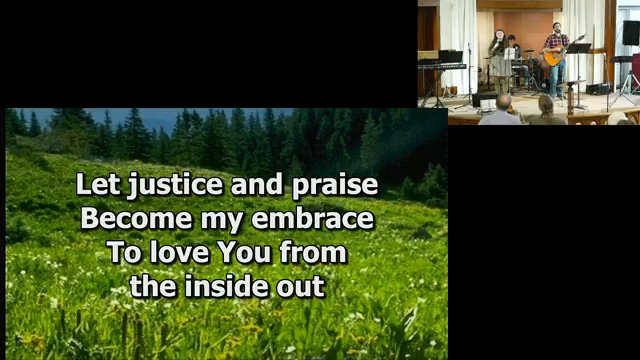 Let justice and praise
Become my embrace
To love You from
the inside out